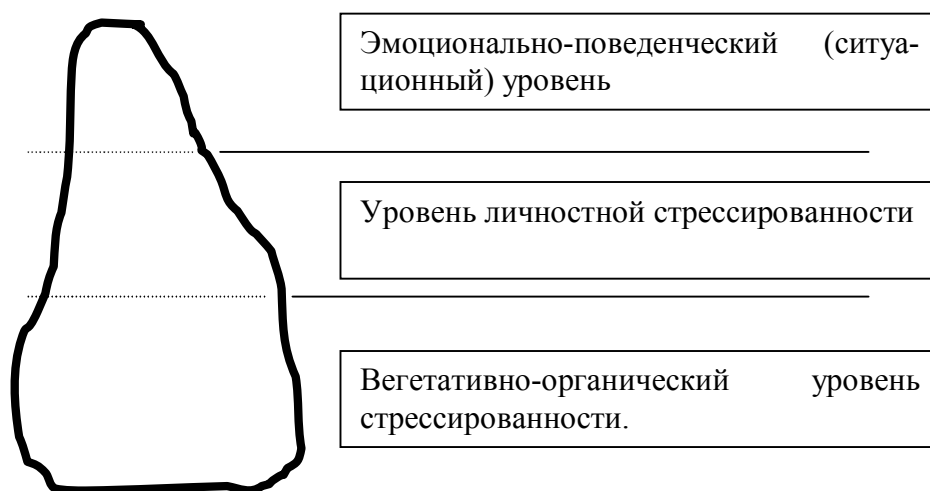 Эмоционально-поведенческий (ситуа-
ционный) уровень
Уровень личностной стрессированности
Вегетативно-органический уровень
стрессированности.